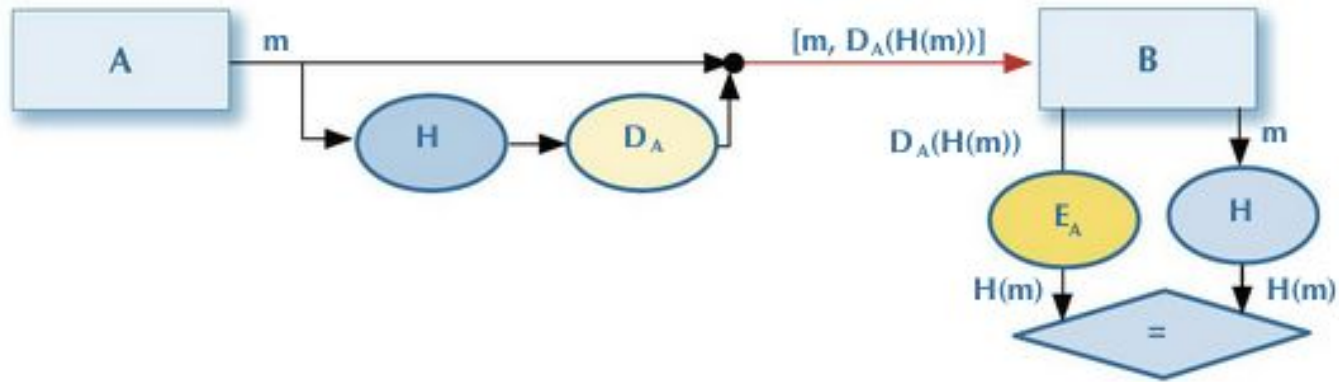 A
m
[m, D_A(H(m))]
B
H
D_A
D_A(H(m))
m
E_A
H
H(m)
H(m)
=